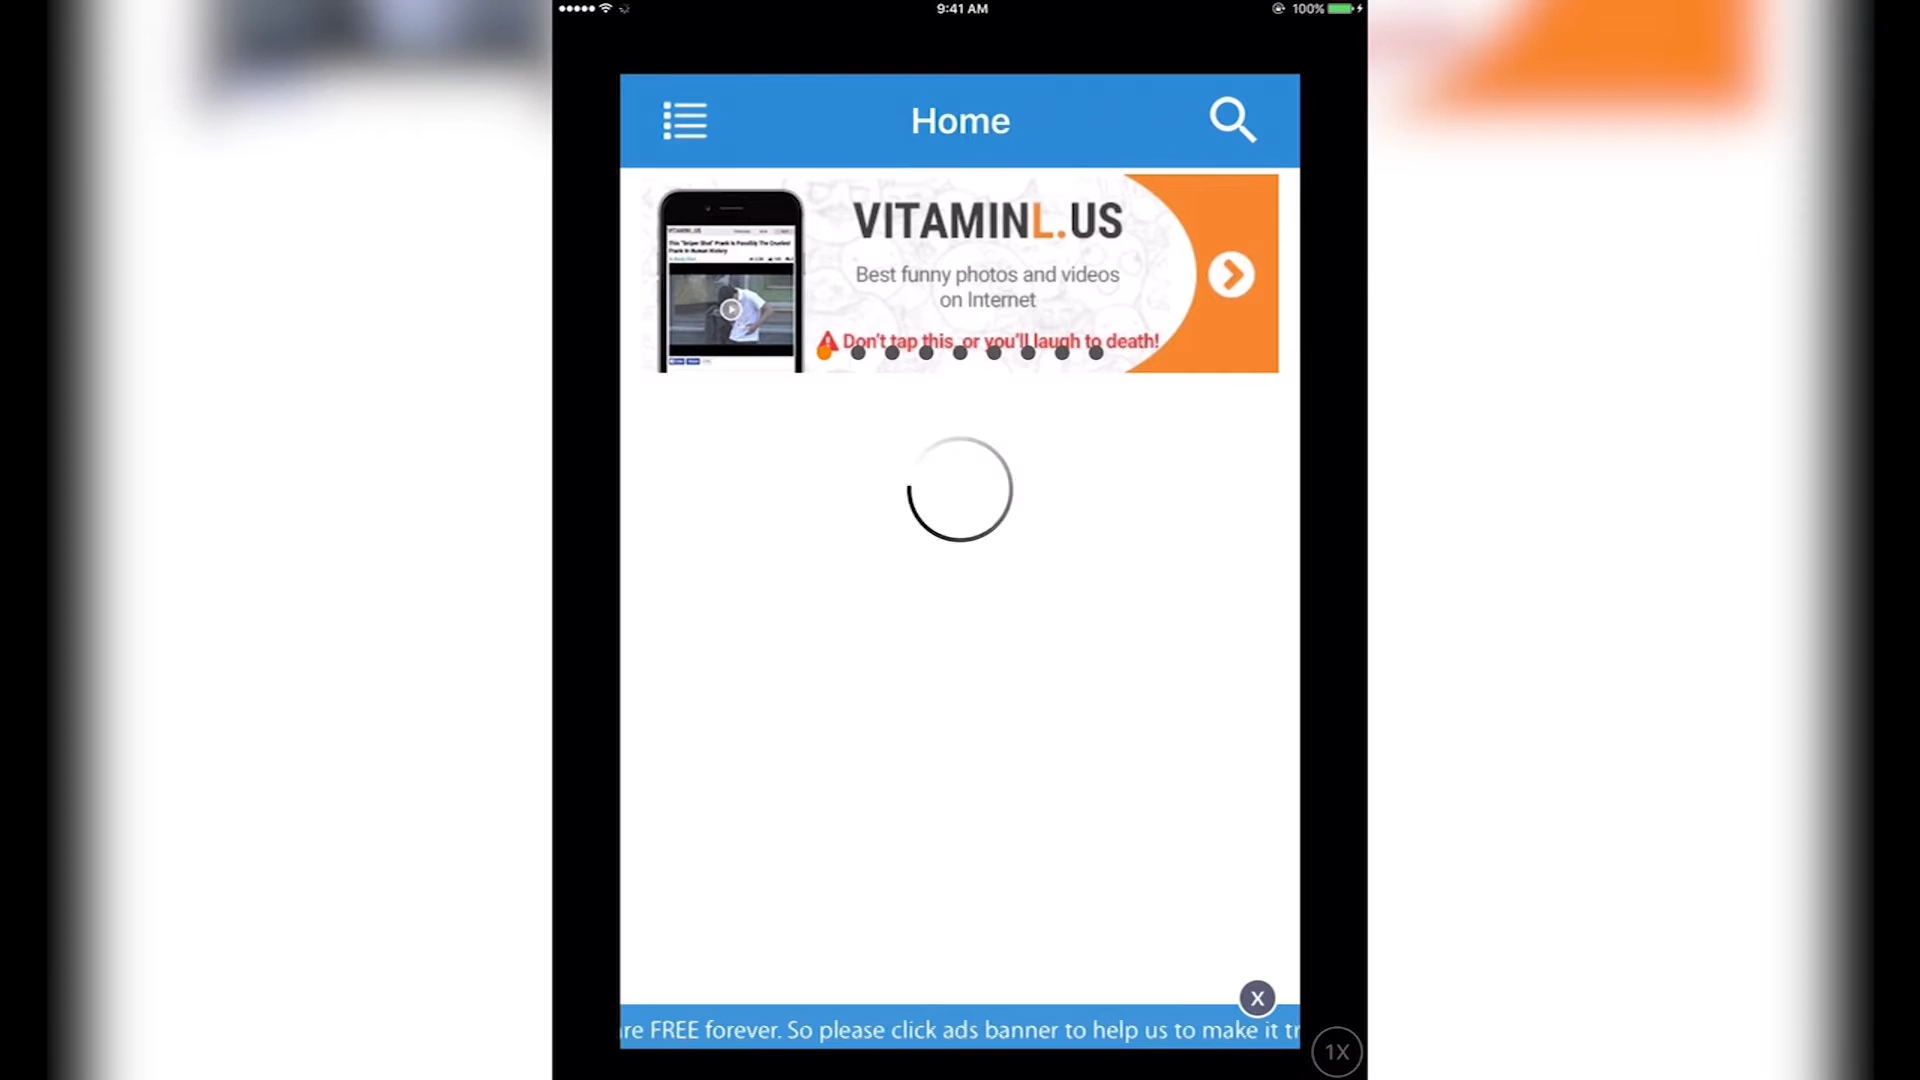 9:41 AM
100%
Home
VITAMINL.US
Best funny photos and videos
on Internet
Don't tap this, or you'll laugh to death!
X
re FREE forever. So please click ads banner to help us to make it tr
1X